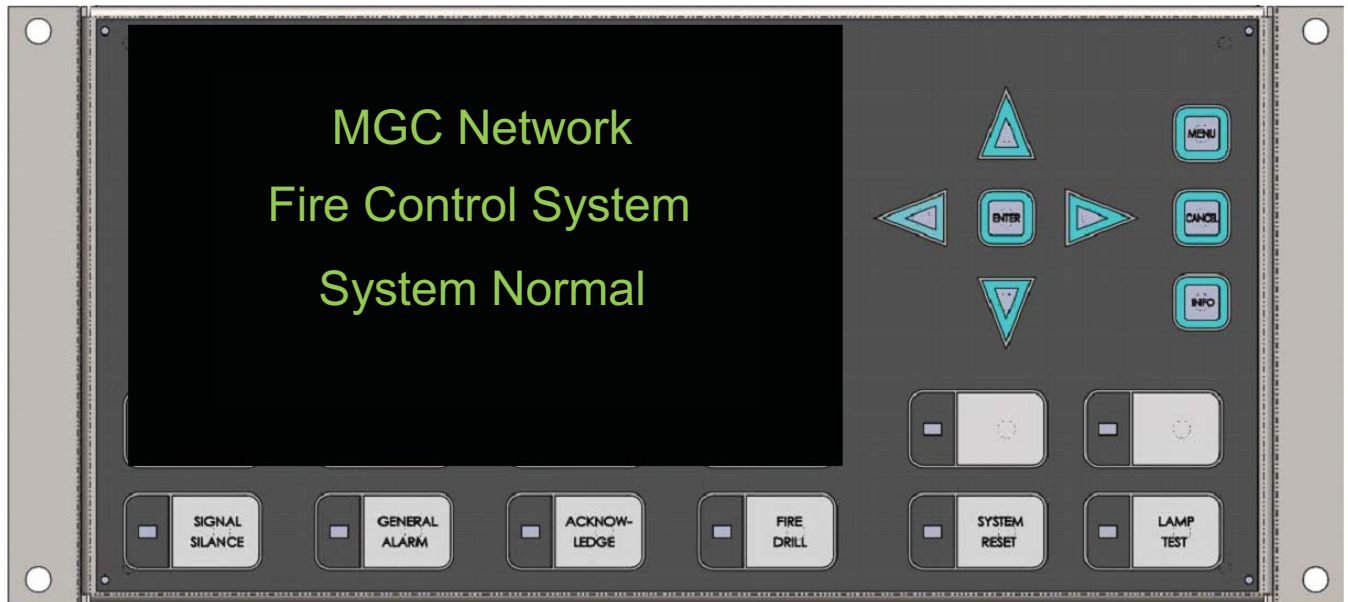 MGC Network
Fire Control System
System Normal
MENU
ENTER
CANCEL
INFO
SIGNAL
SILANCE
GENERAL
ALARM
ACKNOW-
LEDGE
FIRE
DRILL
SYSTEM
RESET
LAMP
TEST